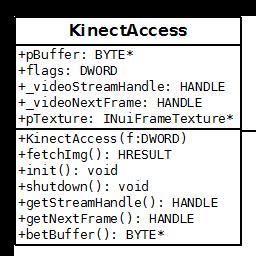 KinectAccess
+pBuffer: BYTE*
+flags: DWORD
+_videoStreamHandle: HANDLE
+_videoNextFrame: HANDLE
+pTexture: INuiFrameTexture*
+KinectAccess(f:DWORD)
+fetchImg(): HRESULT
+init(): void
+shutdown(): void
+getStreamHandle(): HANDLE
+getNextFrame(): HANDLE
+betBuffer(): BYTE*